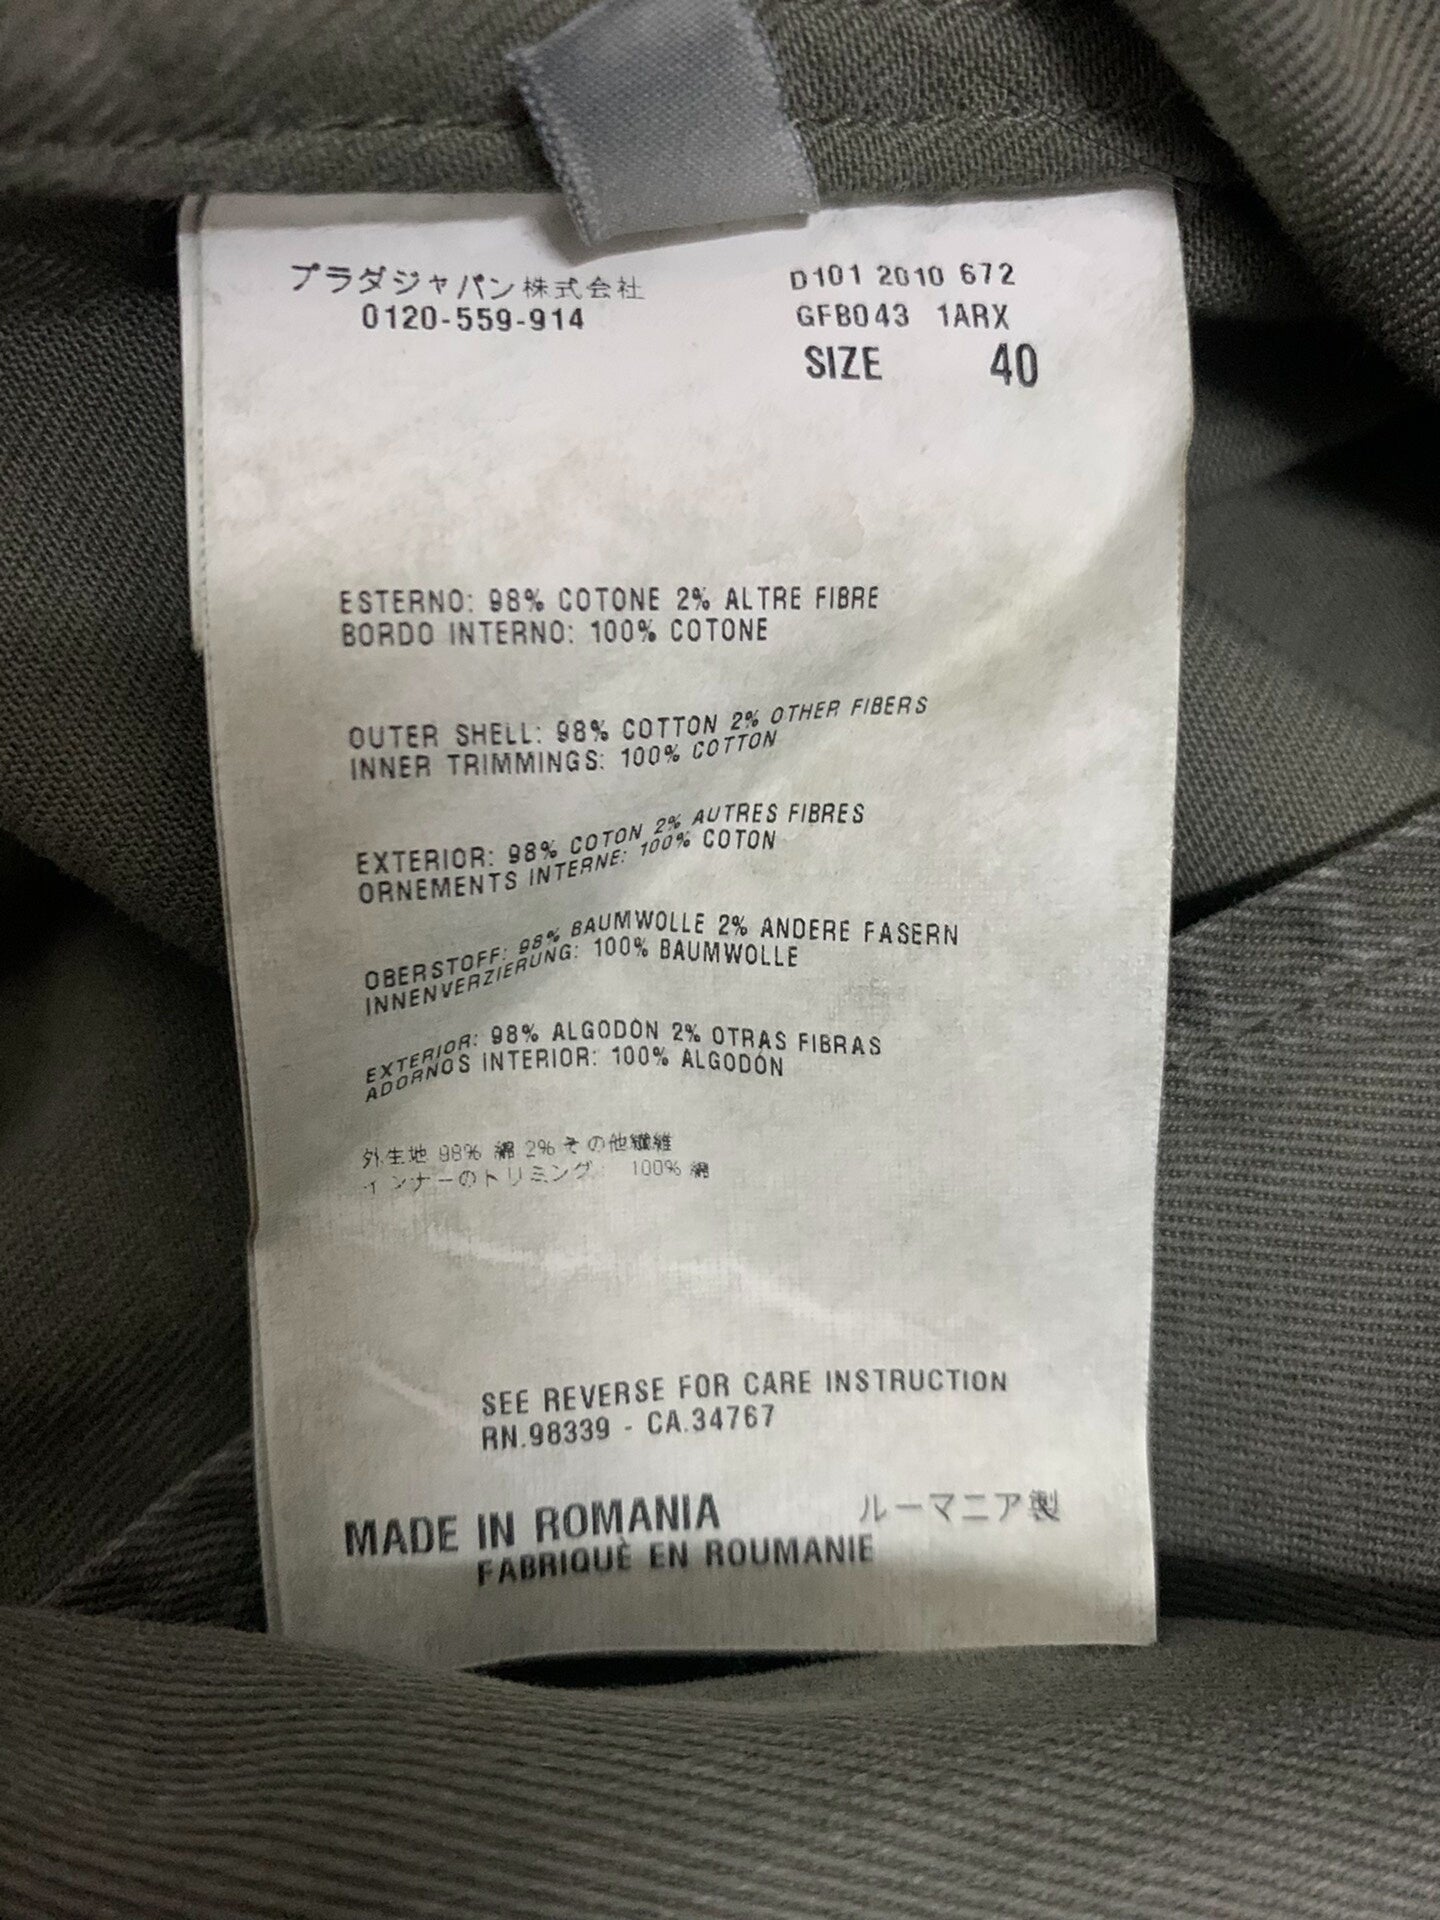 プラダジャパン株式会社
0120-559-914
D101 2010 672
GFB043 1ARX
SIZE 40
ESTERNO: 98% COTONE 2% ALTRE FIBRE
BORDO INTERNO: 100% COTONE
OUTER SHELL: 98% COTTON 2% OTHER FIBERS
INNER TRIMMINGS: 100% COTTON
EXTERIOR: 98% COTON 2% AUTRES FIBRES
ORNEMENTS INTERNE: 100% COTON
OBERSTOFF: 98% BAUMWOLLE 2% ANDERE FASERN
INNENVERZIERUNG: 100% BAUMWOLLE
EXTERIOR: 98% ALGODÓN 2% OTRAS FIBRAS
ADORNOS INTERIOR: 100% ALGODÓN
外生地 98% 綿 2% その他繊維
インナーのトリミング: 100% 綿
SEE REVERSE FOR CARE INSTRUCTION
RN.98339 - CA.34767
MADE IN ROMANIA ルーマニア製
FABRIQUÈ EN ROUMANIE